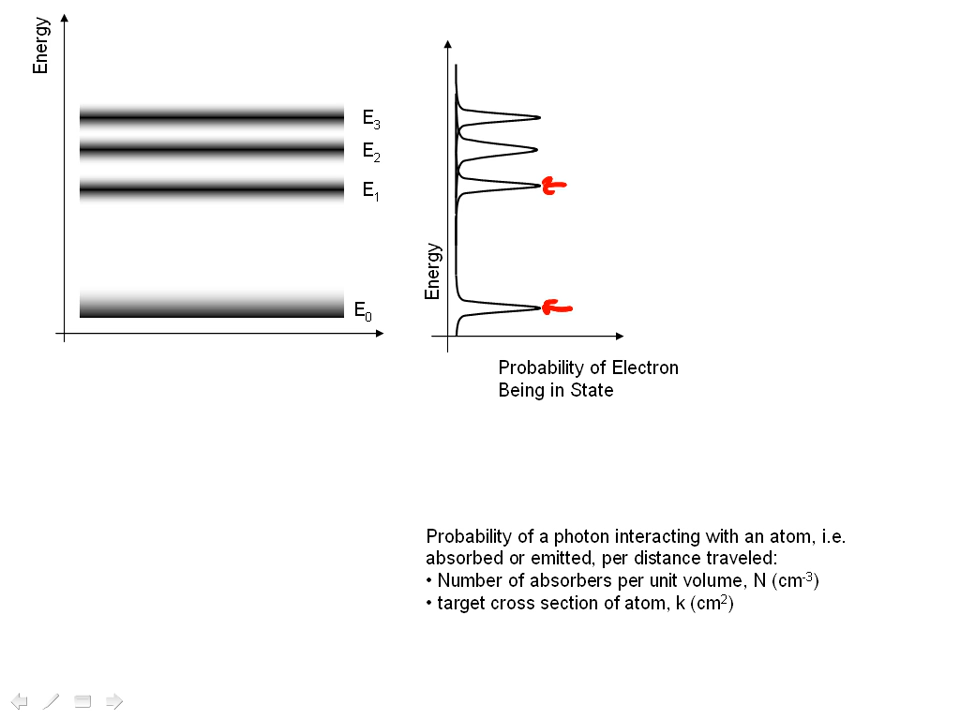 Energy
E3
E2
E1
E0
Energy
Probability of Electron
Being in State
Probability of a photon interacting with an atom, i.e.
absorbed or emitted, per distance traveled:
• Number of absorbers per unit volume, N (cm-3)
• target cross section of atom, k (cm2)